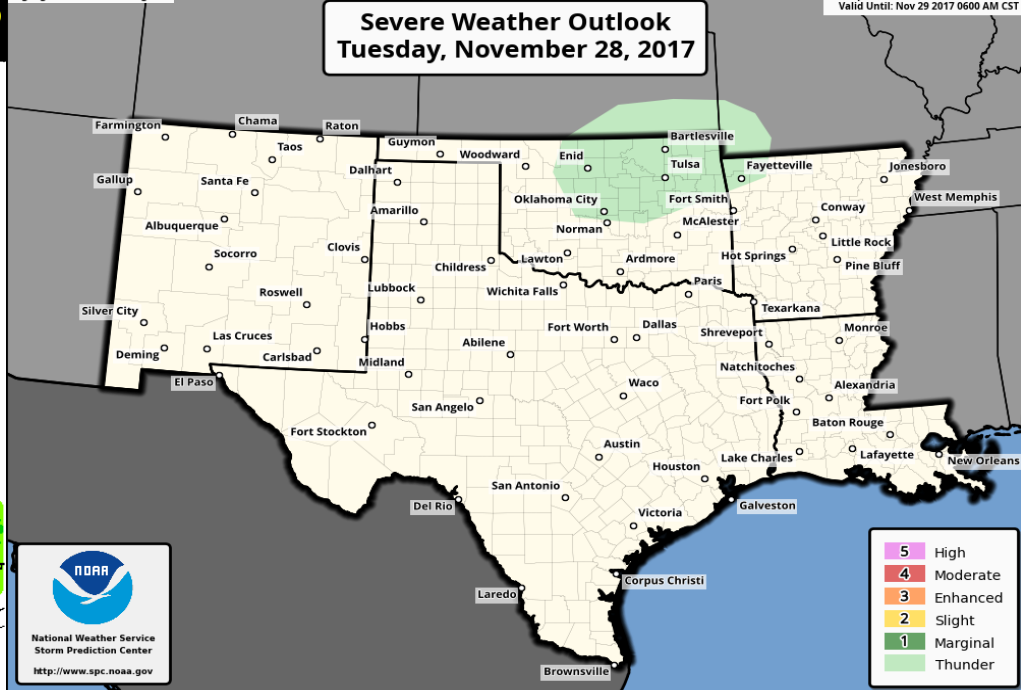 Severe Weather Outlook
Tuesday, November 28, 2017
Valid Until: Nov 29 2017 0600 AM CST
Farmington
Chama
Raton
Taos
Gallup
Santa Fe
Albuquerque
Socorro
Clovis
Roswell
Silver City
Las Cruces
Deming
Carlsbad
Hobbs
El Paso
Guymon
Woodward
Enid
Bartlesville
Tulsa
Oklahoma City
Norman
McAlester
Lawton
Ardmore
Fayetteville
Jonesboro
Fort Smith
Conway
West Memphis
Little Rock
Hot Springs
Pine Bluff
Texarkana
Dalhart
Amarillo
Childress
Lubbock
Wichita Falls
Paris
Fort Worth
Dallas
Abilene
Midland
Waco
San Angelo
Fort Stockton
Austin
Houston
San Antonio
Del Rio
Victoria
Galveston
Corpus Christi
Laredo
Brownsville
Shreveport
Monroe
Natchitoches
Alexandria
Fort Polk
Baton Rouge
Lake Charles
Lafayette
New Orleans
NOAA
National Weather Service
Storm Prediction Center
http://www.spc.noaa.gov
5 High
4 Moderate
3 Enhanced
2 Slight
1 Marginal
Thunder